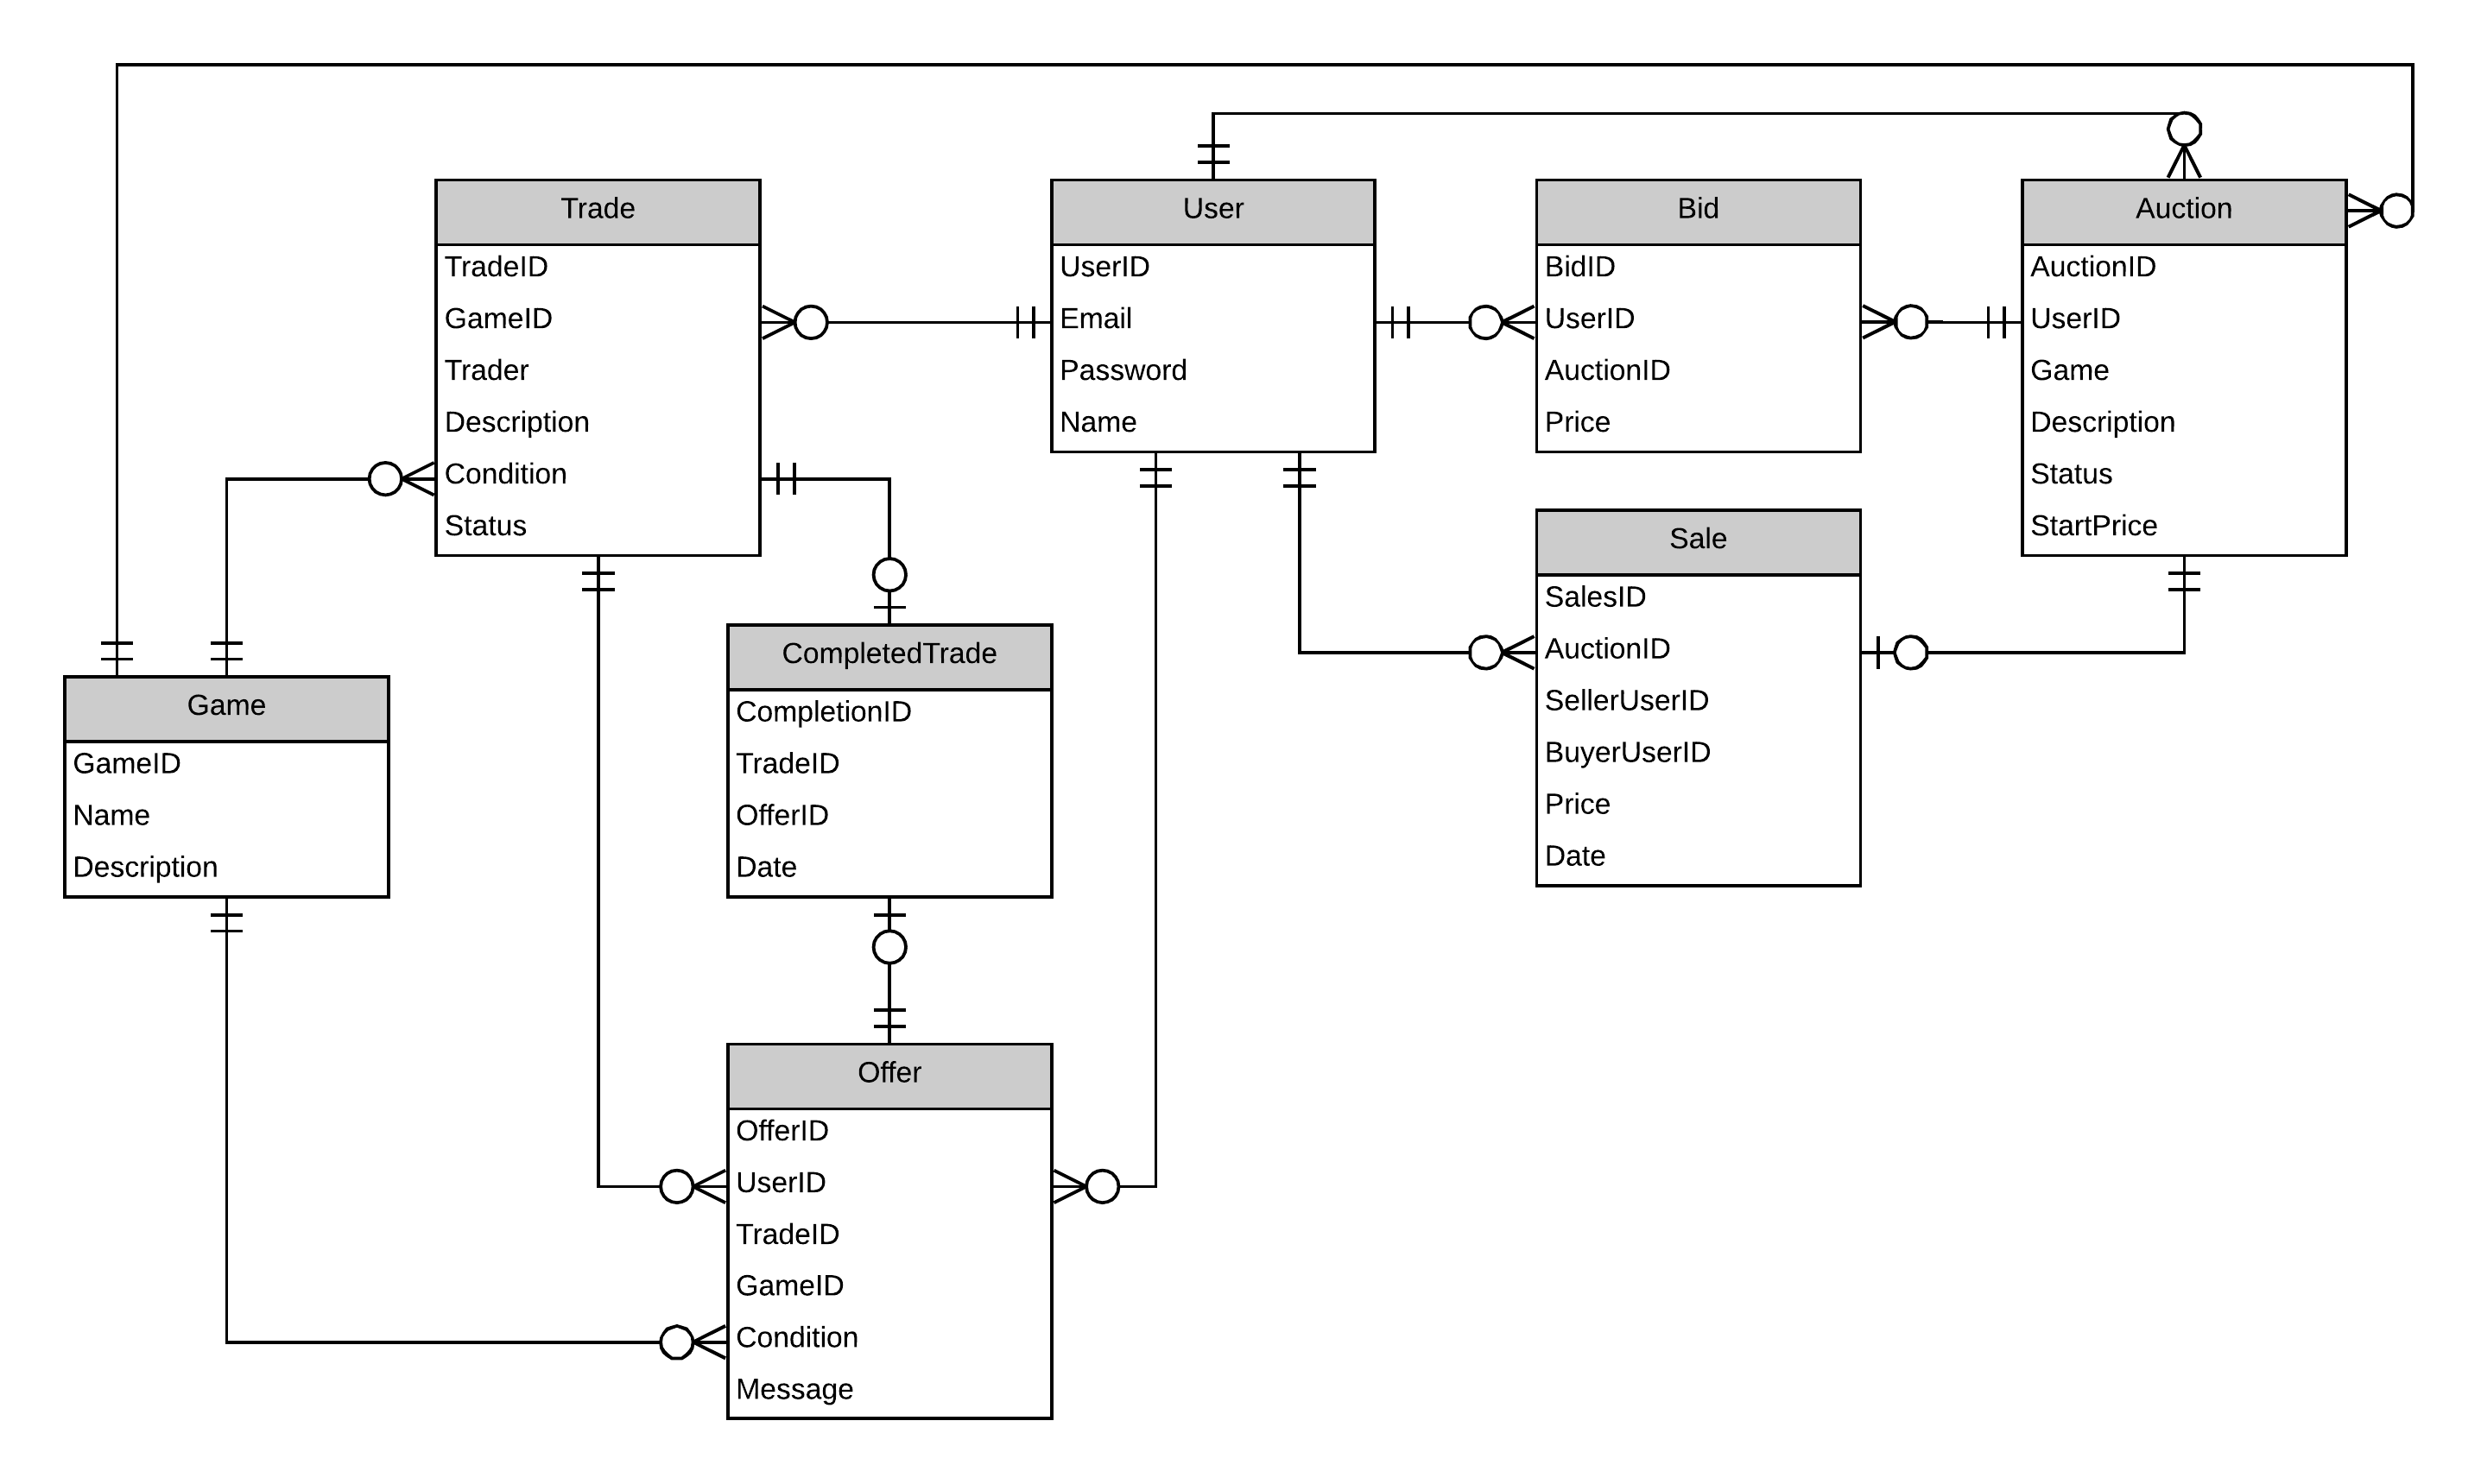 Trade
TradeID
GameID
Trader
Description
Condition
Status
User
UserID
Email
Password
Name
Bid
BidID
UserID
AuctionID
Price
Auction
AuctionID
UserID
Game
Description
Status
StartPrice
Sale
SalesID
AuctionID
SellerUserID
BuyerUserID
Price
Date
CompletedTrade
CompletionID
TradeID
OfferID
Date
Game
GameID
Name
Description
Offer
OfferID
UserID
TradeID
GameID
Condition
Message